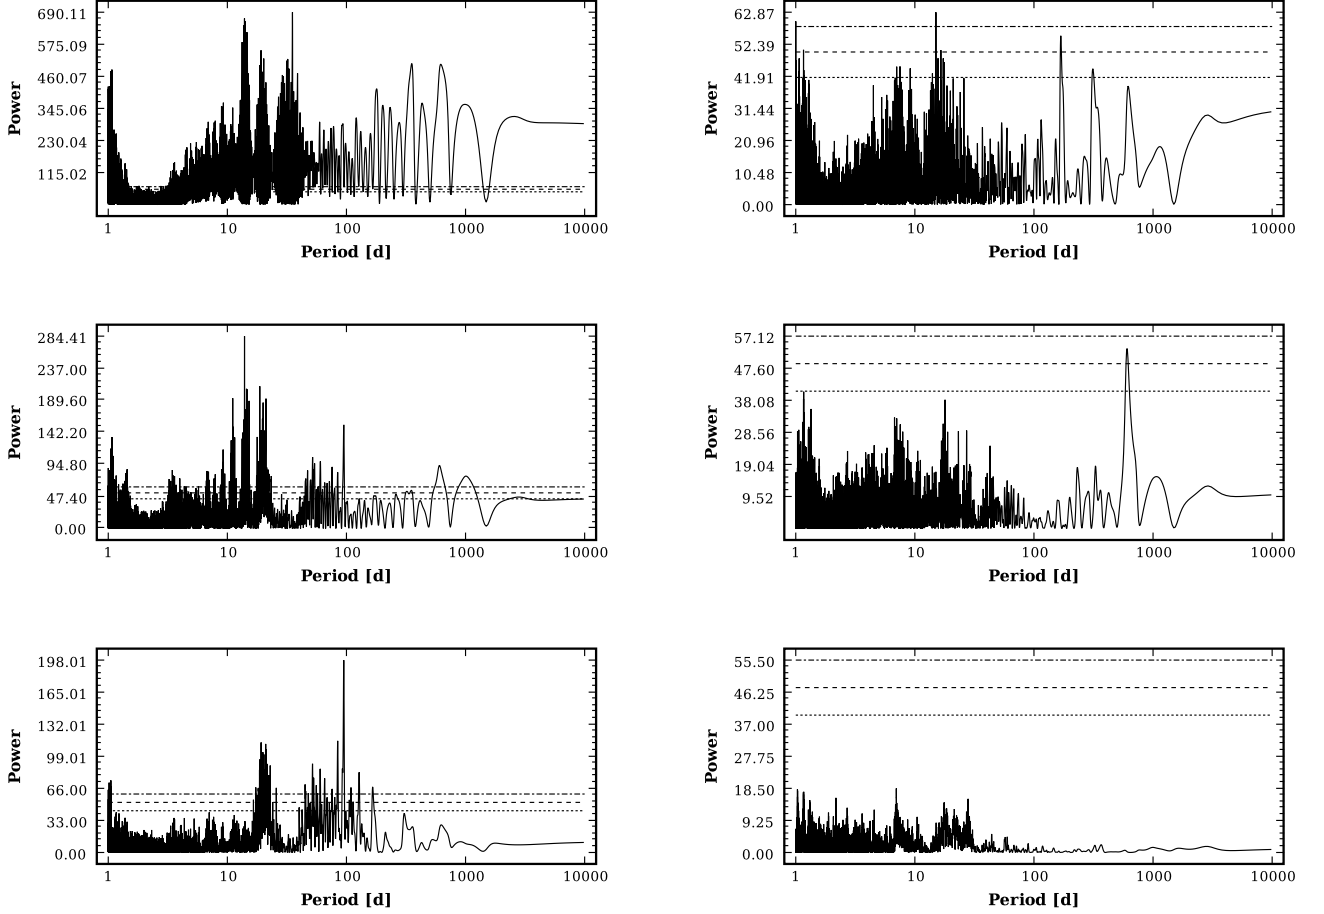 690.11
575.09
460.07
345.06
230.04
115.02
Power
1 10 100 1000 10000
Period [d]
62.87
52.39
41.91
31.44
20.96
10.48
0.00
Power
1 10 100 1000 10000
Period [d]
284.41
237.00
189.60
142.20
94.80
47.40
0.00
Power
1 10 100 1000 10000
Period [d]
57.12
47.60
38.08
28.56
19.04
9.52
Power
1 10 100 1000 10000
Period [d]
198.01
165.01
132.01
99.01
66.00
33.00
0.00
Power
1 10 100 1000 10000
Period [d]
55.50
46.25
37.00
27.75
18.50
9.25
0.00
Power
1 10 100 1000 10000
Period [d]